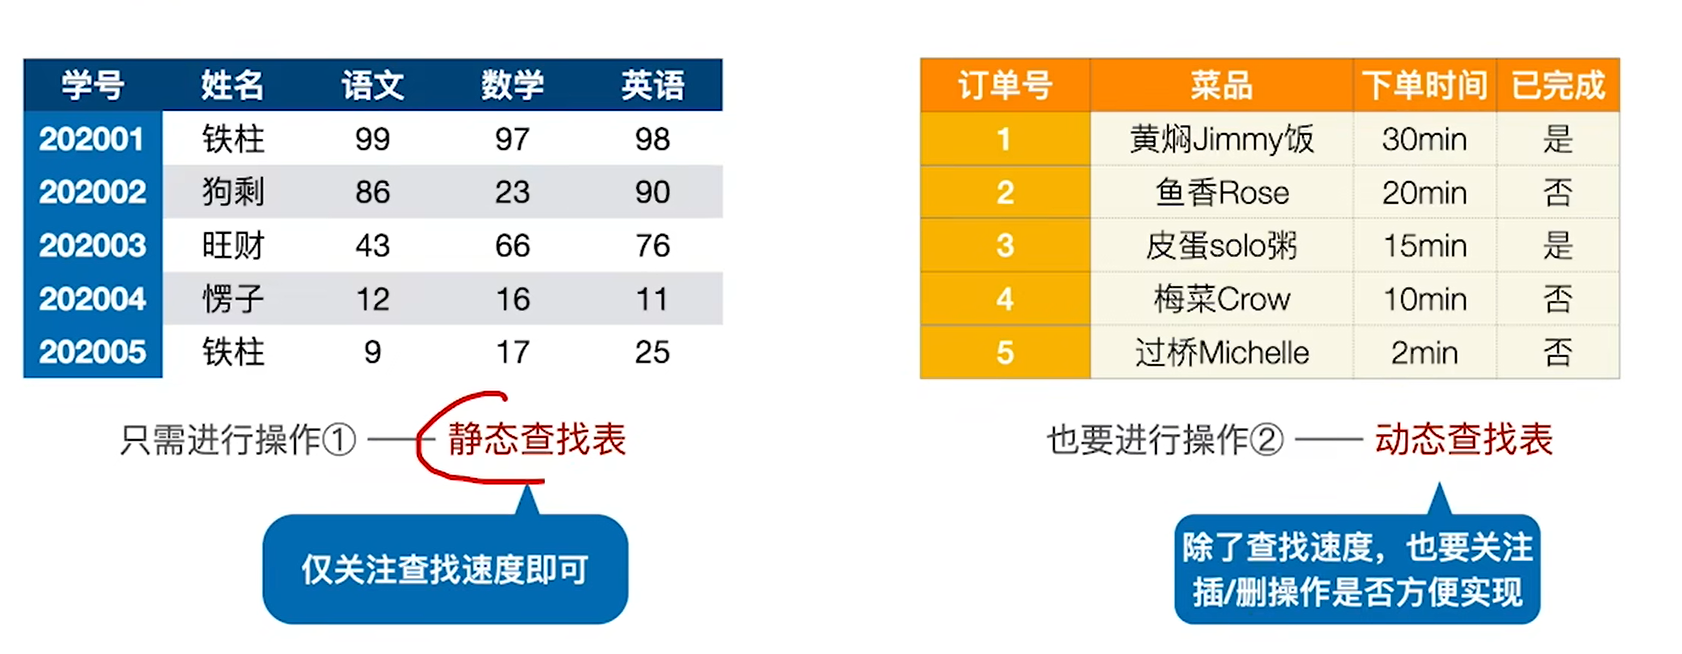 学号 姓名 语文 数学 英语
202001 铁柱 99 97 98
202002 狗剩 86 23 90
202003 旺财 43 66 76
202004 愣子 12 16 11
202005 铁柱 9 17 25
只需进行操作① — 静态查找表
仅关注查找速度即可
订单号 菜品 下单时间 已完成
1 黄焖Jimmy饭 30min 是
2 鱼香Rose 20min 否
3 皮蛋solo粥 15min 是
4 梅菜Crow 10min 否
5 过桥Michelle 2min 否
也要进行操作② — 动态查找表
除了查找速度，也要关注
插/删操作是否方便实现